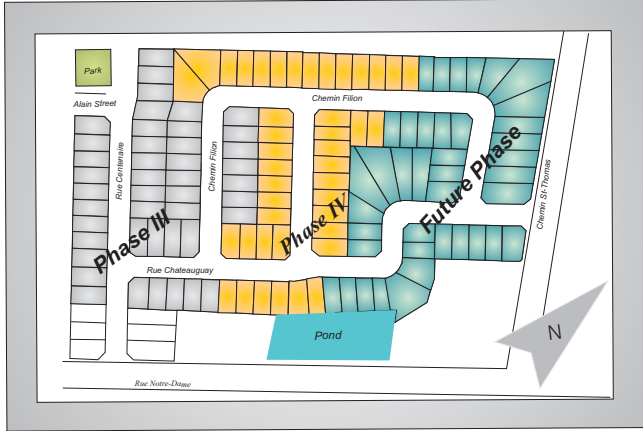 Park
Alain Street
Rue Centenaire
Chemin Filion
Chemin Filion
Chemin St-Thomas
Phase III
Phase IV
Future Phase
Rue Chateauguay
Pond
N
Rue Notre-Dame